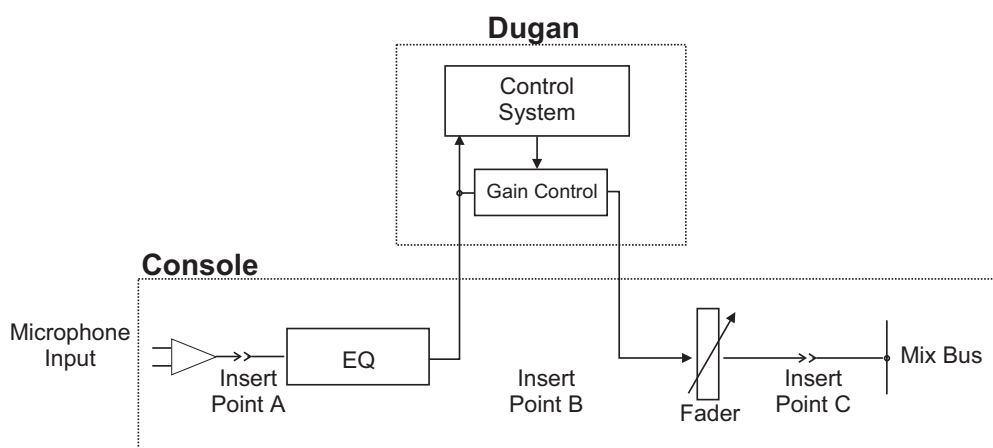 Dugan
Control
System
Gain Control
Console
Microphone
Input
Insert
Point A
EQ
Insert
Point B
Fader
Insert
Point C
Mix Bus